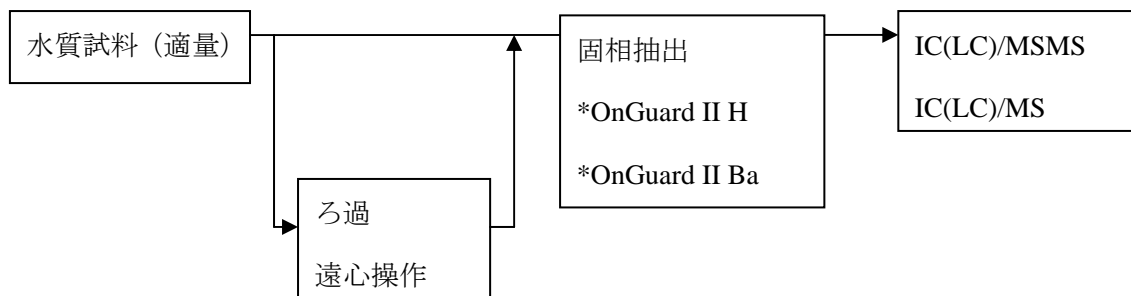 水質試料（適量）
固相抽出
*OnGuard II H
*OnGuard II Ba
IC(LC)/MSMS
IC(LC)/MS
ろ過
遠心操作